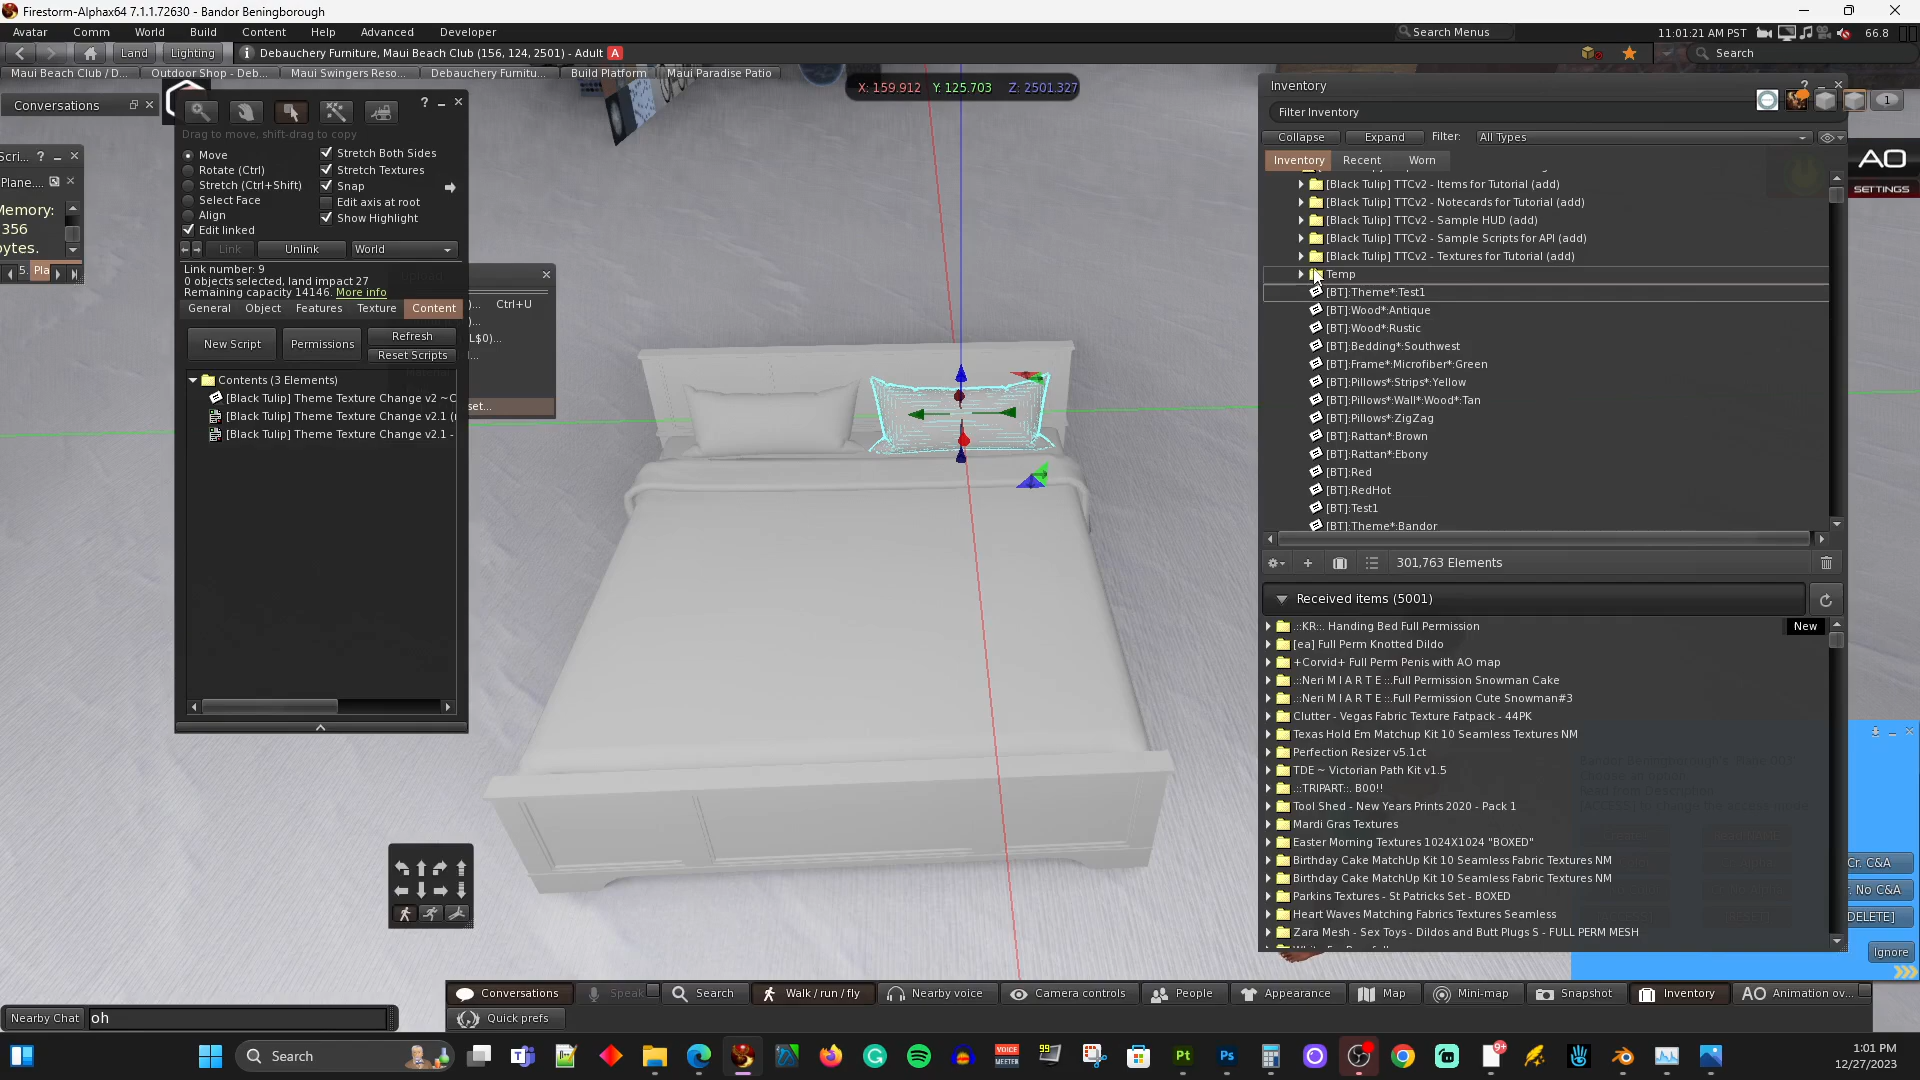 Firestorm-Alphax64 7.1.1.72630 - Bandor Beningborough
Avatar Comm World Build Content Help Advanced Developer
Search Menus 11:01:21 AM PST 66.8
Land Lighting Debauchery Furniture, Maui Beach Club (156, 124, 2501) - Adult A Search
Maui Beach Club / D... Outdoor Shop - Deb... Maui Swingers Reso... Debauchery Furnitu... Build Platform Maui Paradise Patio
X: 159.912 Y: 125.703 Z: 2501.327
Conversations
Scri... ?
Plane....
Memory:
356
bytes.
5. Pla
Drag to move, shift-drag to copy
Move
Rotate (Ctrl)
Stretch (Ctrl+Shift)
Select Face
Align
Edit linked
Stretch Both Sides
Stretch Textures
Snap
Edit axis at root
Show Highlight
Link Unlink World
Link number: 9
0 objects selected, land impact 27
Remaining capacity 14146. More info
General Object Features Texture Content
New Script Permissions Refresh
Reset Scripts
Contents (3 Elements)
[Black Tulip] Theme Texture Change v2 ~C
[Black Tulip] Theme Texture Change v2.1 (r
[Black Tulip] Theme Texture Change v2.1 -
)... Ctrl+U
)...
L$0)...
set...
Inventory
Filter Inventory
Collapse Expand Filter: All Types
Inventory Recent Worn
[Black Tulip] TTCv2 - Items for Tutorial (add)
[Black Tulip] TTCv2 - Notecards for Tutorial (add)
[Black Tulip] TTCv2 - Sample HUD (add)
[Black Tulip] TTCv2 - Sample Scripts for API (add)
[Black Tulip] TTCv2 - Textures for Tutorial (add)
Temp
[BT]:Theme*:Test1
[BT]:Wood*:Antique
[BT]:Wood*:Rustic
[BT]:Bedding*:Southwest
[BT]:Frame*:Microfiber*:Green
[BT]:Pillows*:Strips*:Yellow
[BT]:Pillows*:Wall*:Wood*:Tan
[BT]:Pillows*:ZigZag
[BT]:Rattan*:Brown
[BT]:Rattan*:Ebony
[BT]:Red
[BT]:RedHot
[BT]:Test1
[BT]:Theme*:Bandor
301,763 Elements
Received items (5001)
.::KR::. Handing Bed Full Permission New
[ea] Full Perm Knotted Dildo
+Corvid+ Full Perm Penis with AO map
.::Neri M I A R T E ::.Full Permission Snowman Cake
.::Neri M I A R T E ::.Full Permission Cute Snowman#3
Clutter - Vegas Fabric Texture Fatpack - 44PK
Texas Hold Em Matchup Kit 10 Seamless Textures NM
Perfection Resizer v5.1ct
TDE ~ Victorian Path Kit v1.5
.::TRIPART::. BOO!!
Tool Shed - New Years Prints 2020 - Pack 1
Mardi Gras Textures
Easter Morning Textures 1024X1024 "BOXED"
Birthday Cake MatchUp Kit 10 Seamless Fabric Textures NM
Birthday Cake MatchUp Kit 10 Seamless Fabric Textures NM
Parkins Textures - St Patricks Set - BOXED
Heart Waves Matching Fabrics Textures Seamless
Zara Mesh - Sex Toys - Dildos and Butt Plugs S - FULL PERM MESH
1
AO
SETTINGS
Cr. C&A
. No C&A
DELETE]
Ignore
Conversations Speak Search Walk / run / fly Nearby voice Camera controls People Appearance Map Mini-map Snapshot Inventory AO Animation ov...
Nearby Chat oh Quick prefs
Search
1:01 PM
12/27/2023